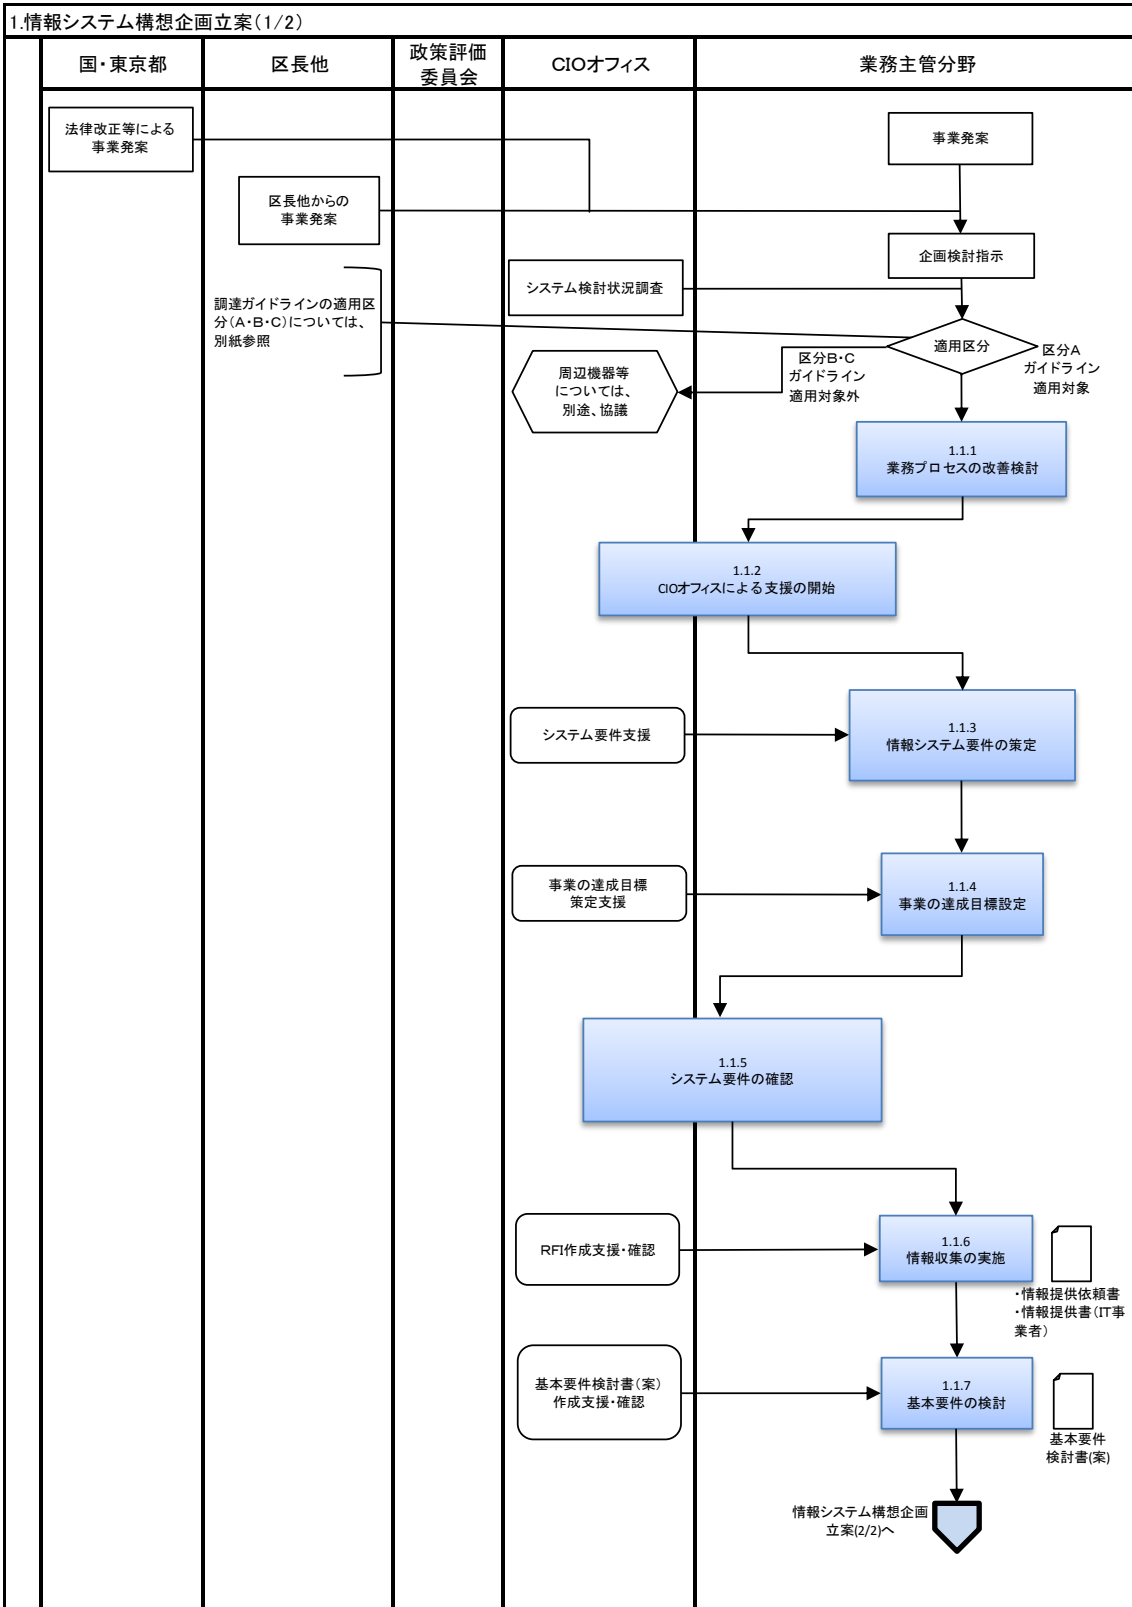 1.情報システム構想企画立案(1/2)
国・東京都
区長他
政策評価
委員会
CIOオフィス
業務主管分野
法律改正等による
事業発案
事業発案
区長他からの
事業発案
企画検討指示
システム検討状況調査
調達ガイドラインの適用区
分(A・B・C)については、
別紙参照
適用区分
区分B・C
ガイドライン
適用対象外
区分A
ガイドライン
適用対象
周辺機器等
については、
別途、協議
1.1.1
業務プロセスの改善検討
1.1.2
CIOオフィスによる支援の開始
システム要件支援
1.1.3
情報システム要件の策定
事業の達成目標
策定支援
1.1.4
事業の達成目標設定
1.1.5
システム要件の確認
RFI作成支援・確認
1.1.6
情報収集の実施
・情報提供依頼書
・情報提供書(IT事
業者)
基本要件検討書(案)
作成支援・確認
1.1.7
基本要件の検討
基本要件
検討書(案)
情報システム構想企画
立案(2/2)へ